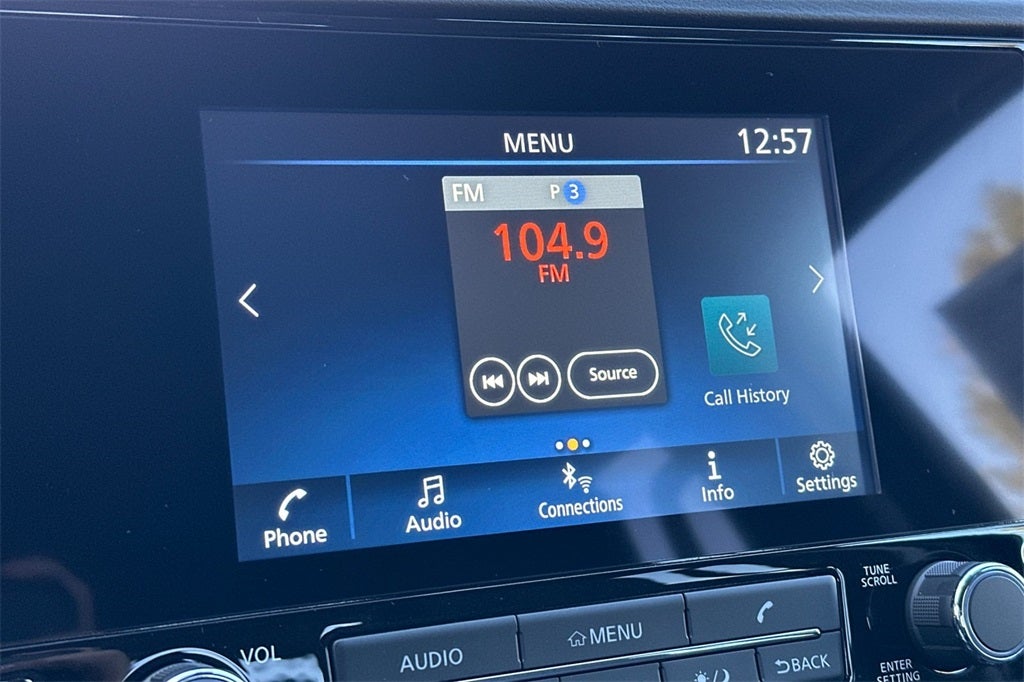 MENU 12:57
FM P 3
104.9
FM
Source
Call History
Phone Audio Connections Info Settings
TUNE
SCROLL
VOL AUDIO MENU
BACK
ENTER
SETTING